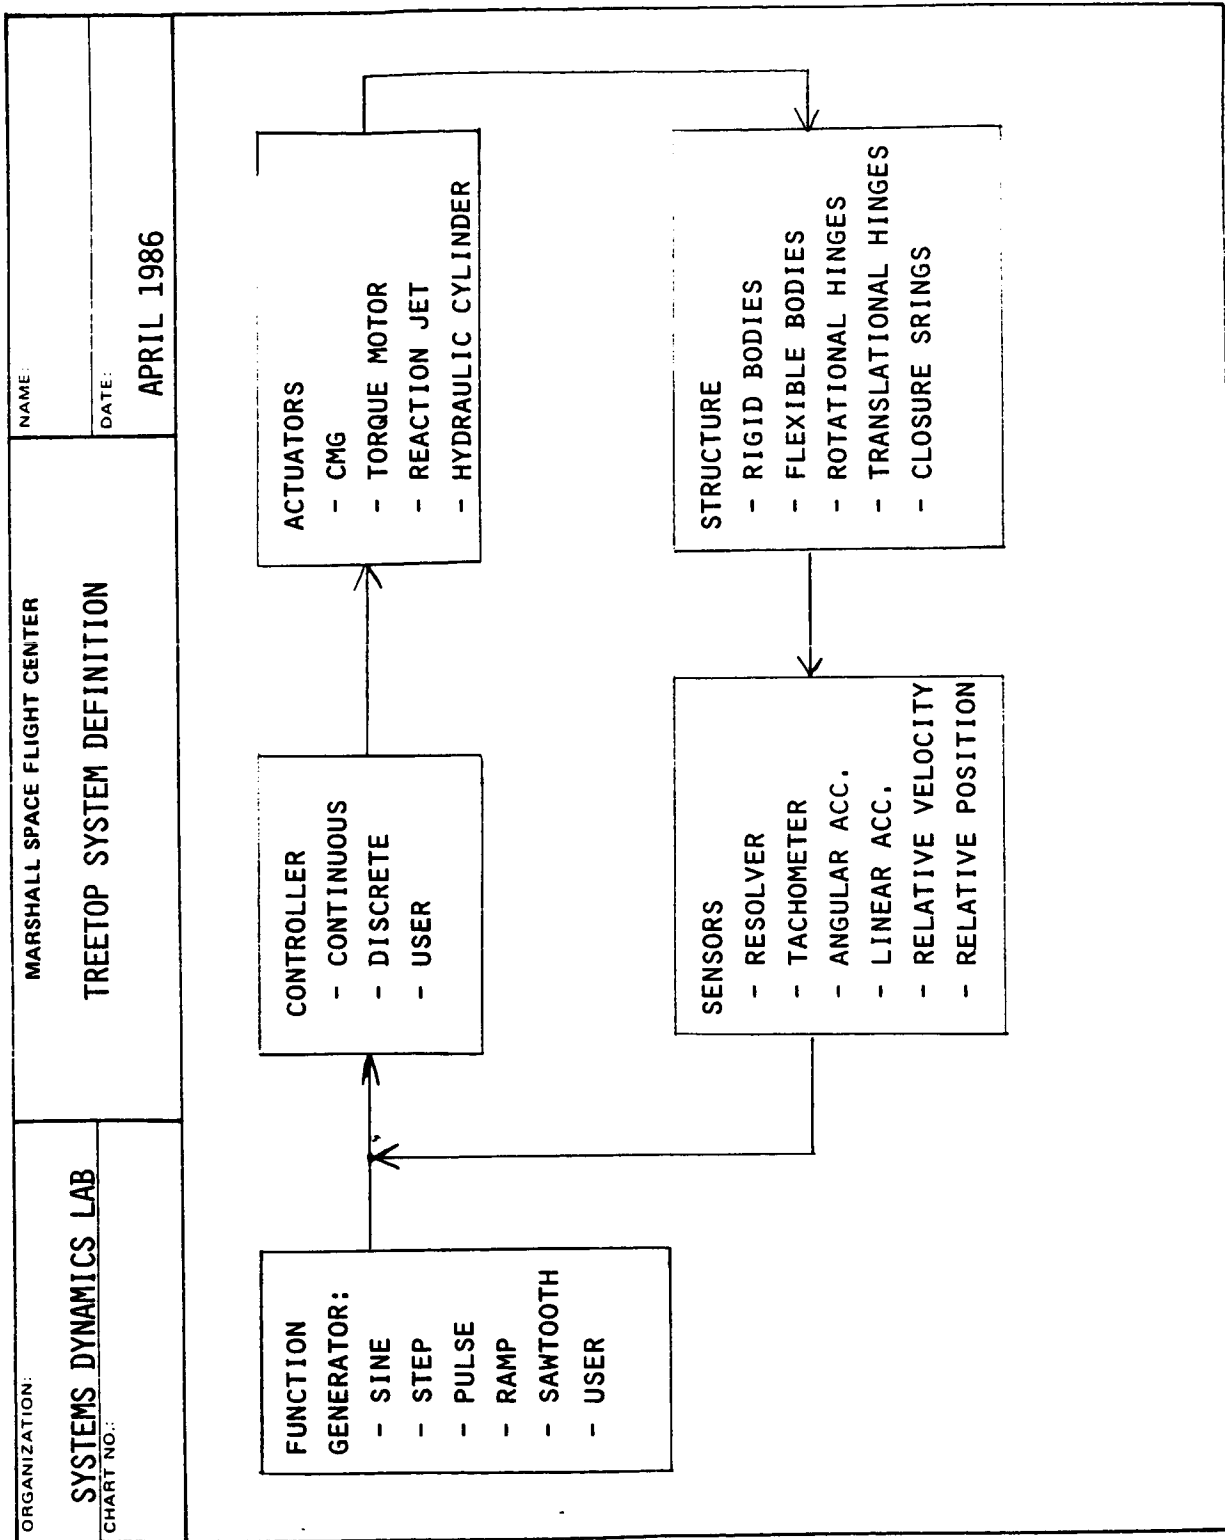 ORGANIZATION:
SYSTEMS DYNAMICS LAB
CHART NO.:
MARSHALL SPACE FLIGHT CENTER
TREETOP SYSTEM DEFINITION
NAME:
DATE:
APRIL 1986
FUNCTION
GENERATOR:
- SINE
- STEP
- PULSE
- RAMP
- SAWTOOTH
- USER
CONTROLLER
- CONTINUOUS
- DISCRETE
- USER
ACTUATORS
- CMG
- TORQUE MOTOR
- REACTION JET
- HYDRAULIC CYLINDER
SENSORS
- RESOLVER
- TACHOMETER
- ANGULAR ACC.
- LINEAR ACC.
- RELATIVE VELOCITY
- RELATIVE POSITION
STRUCTURE
- RIGID BODIES
- FLEXIBLE BODIES
- ROTATIONAL HINGES
- TRANSLATIONAL HINGES
- CLOSURE SRINGS